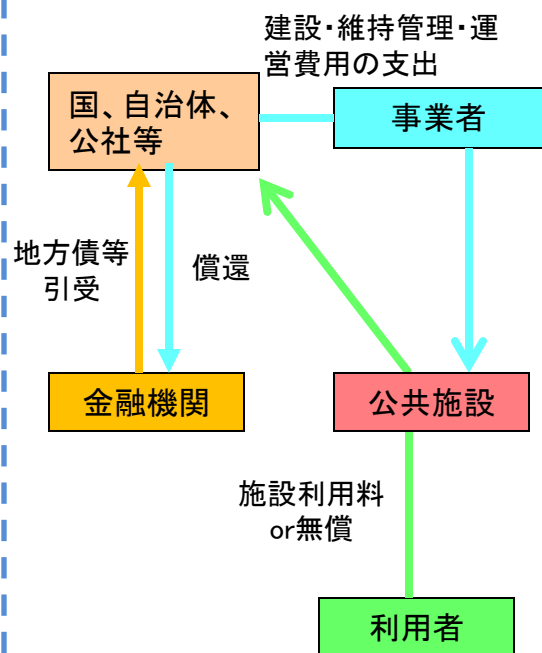 建設・維持管理・運
営費用の支出
国、自治体、
公社等
事業者
地方債等
引受
償還
金融機関
公共施設
施設利用料
or無償
利用者